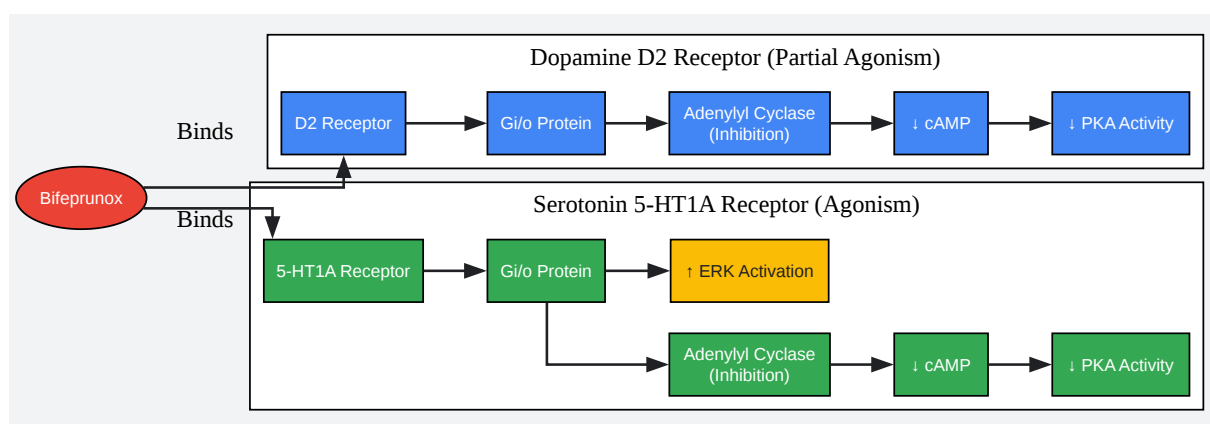 Dopamine D2 Receptor (Partial Agonism)
Binds
D2 Receptor
Gi/o Protein
Adenylyl Cyclase
(Inhibition)
↓ cAMP
↓ PKA Activity
Bifeprunox
Binds
Serotonin 5-HT1A Receptor (Agonism)
5-HT1A Receptor
Gi/o Protein
↑ ERK Activation
Adenylyl Cyclase
(Inhibition)
↓ cAMP
↓ PKA Activity